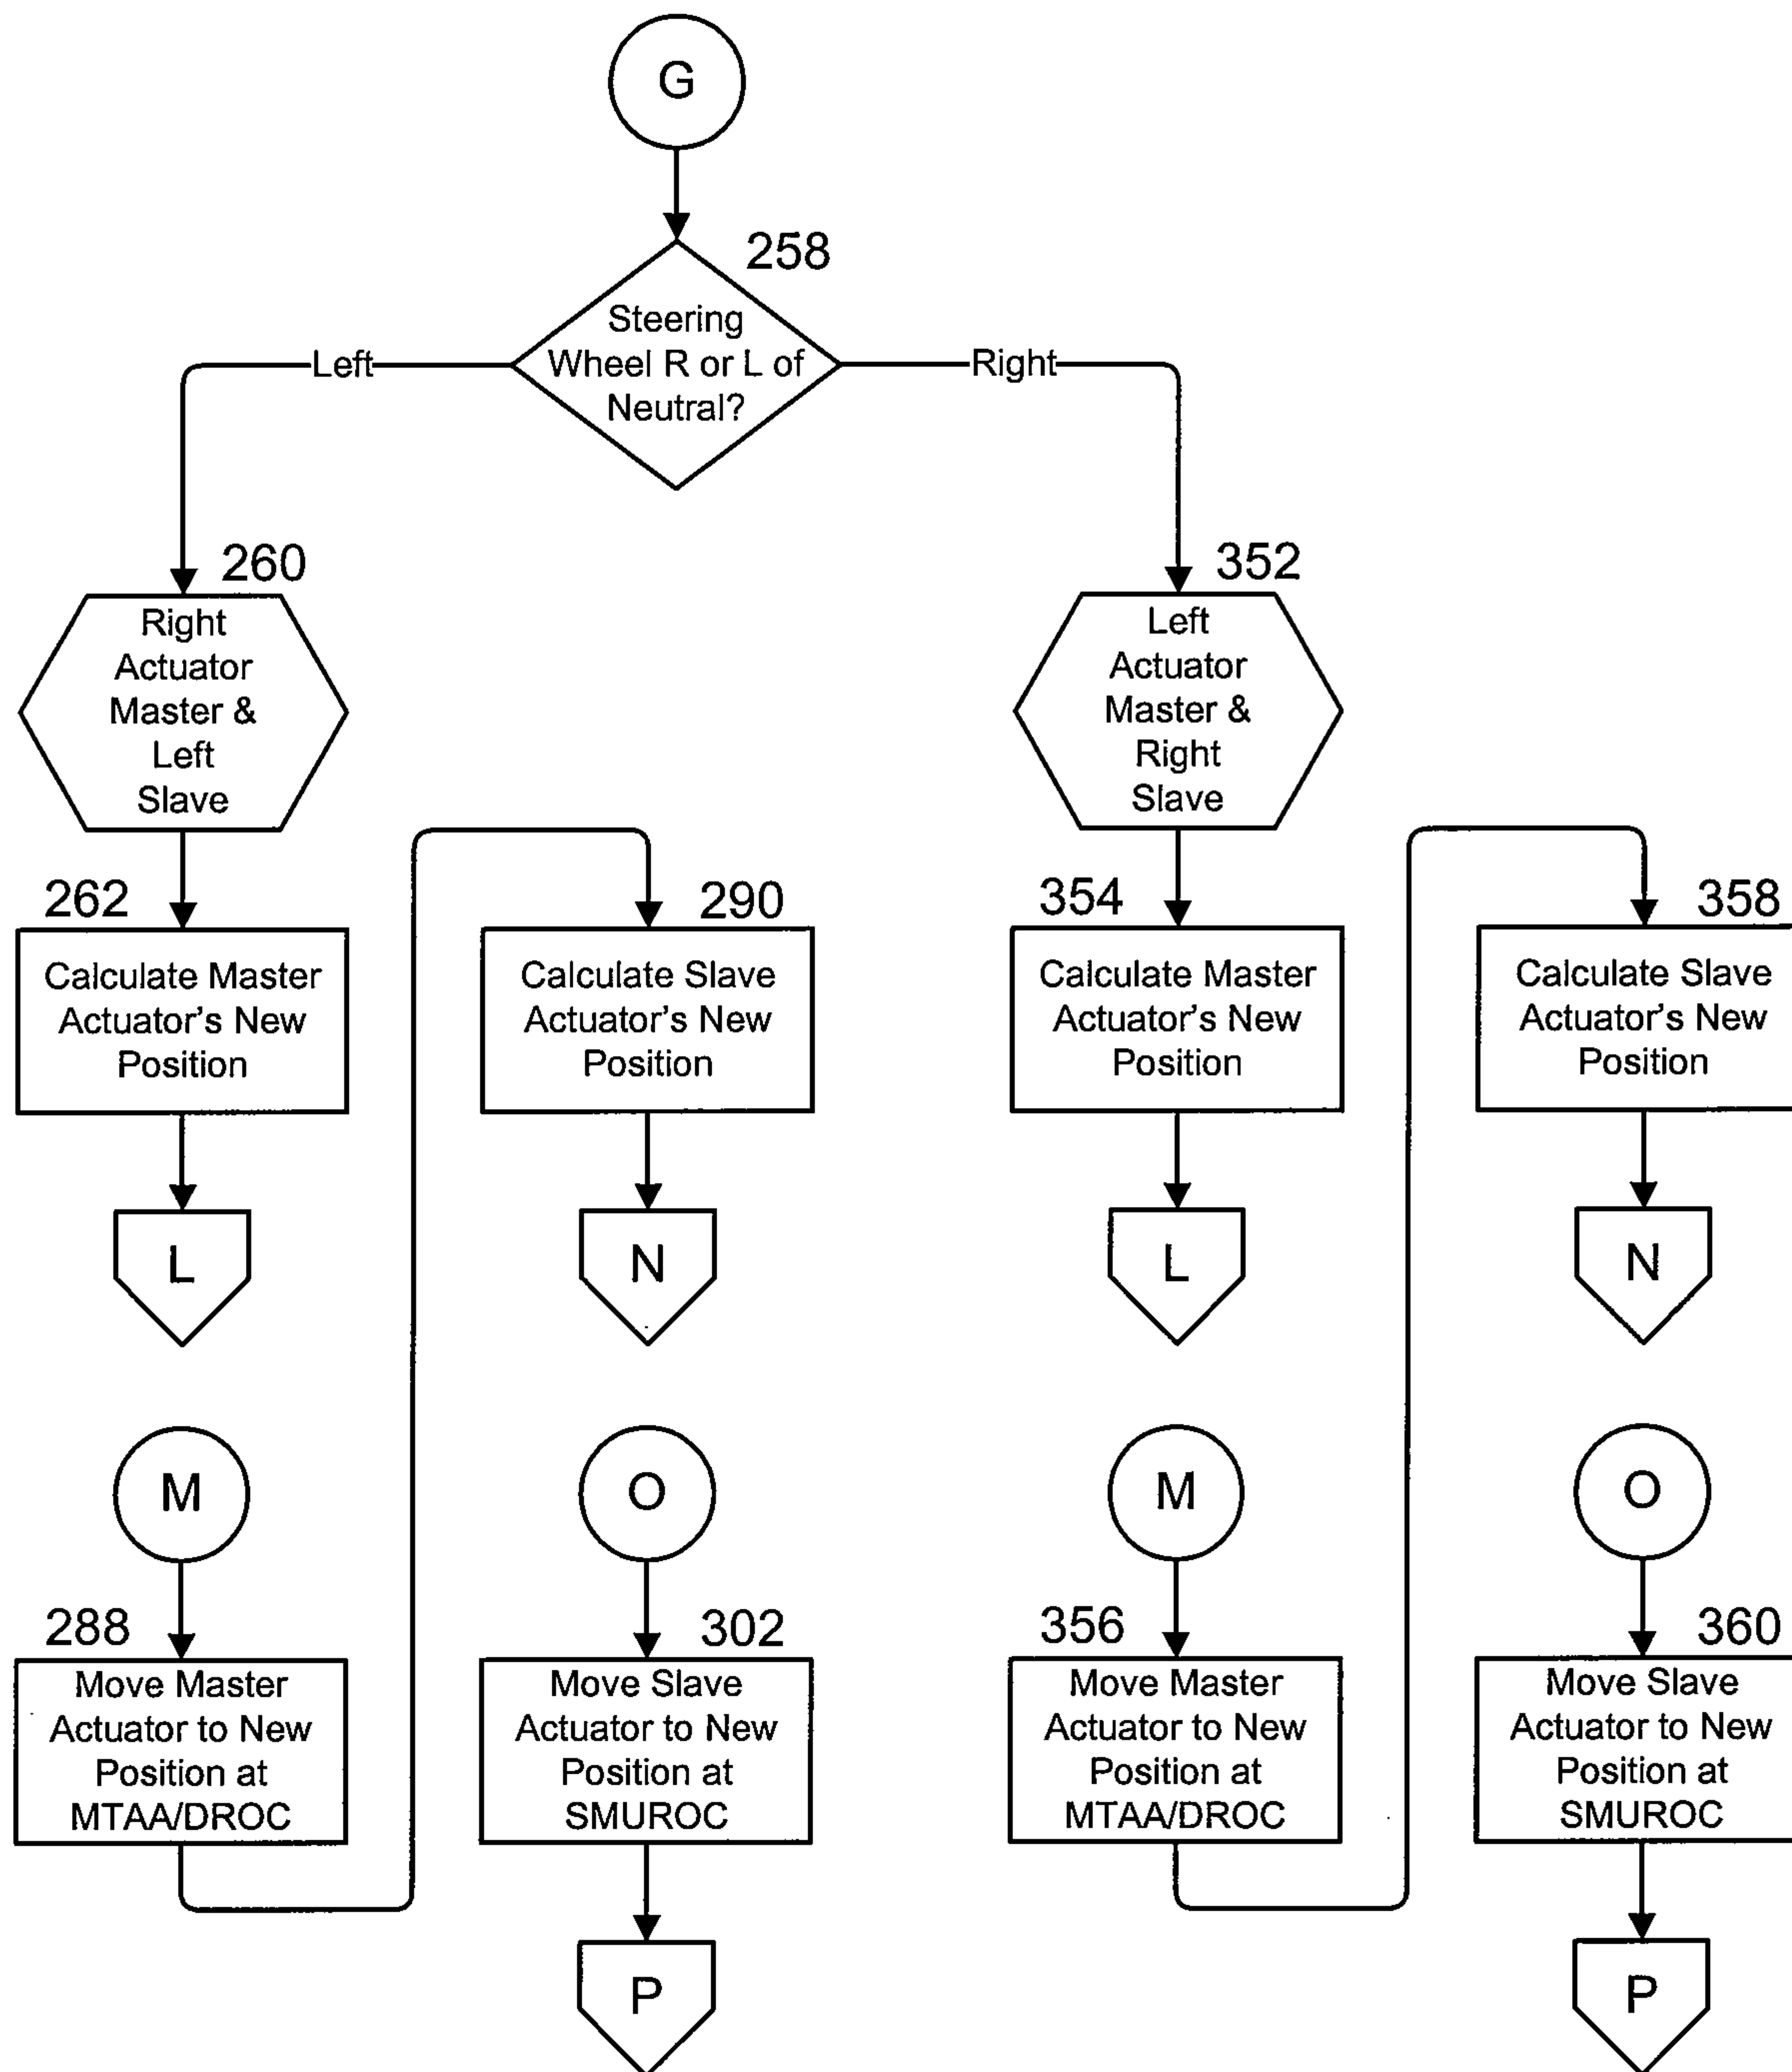 G
258
Steering
Wheel R or L of
Neutral?
Left
Right
260
Right
Actuator
Master &
Left
Slave
352
Left
Actuator
Master &
Right
Slave
262
Calculate Master
Actuator's New
Position
290
Calculate Slave
Actuator's New
Position
354
Calculate Master
Actuator's New
Position
358
Calculate Slave
Actuator's New
Position
L
N
L
N
M
O
M
O
288
Move Master
Actuator to New
Position at
MTAA/DROC
302
Move Slave
Actuator to New
Position at
SMUROC
356
Move Master
Actuator to New
Position at
MTAA/DROC
360
Move Slave
Actuator to New
Position at
SMUROC
P
P